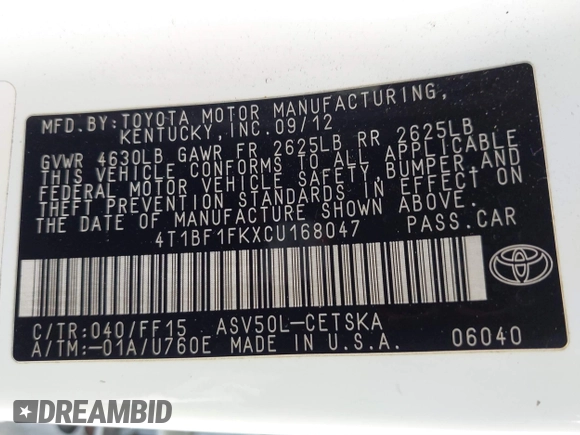 MFD.BY:TOYOTA MOTOR MANUFACTURING,
KENTUCKY,INC.09/12
GVWR 4630LB GAWR FR 2625LB RR 2625LB
THIS VEHICLE CONFORMS TO ALL APPLICABLE
FEDERAL MOTOR VEHICLE SAFETY,BUMPER,AND
THEFT PREVENTION STANDARDS IN EFFECT ON
THE DATE OF MANUFACTURE SHOWN ABOVE.
4T1BF1FKXCU168047 PASS.CAR
C/TR:040/FF15 ASV50L-CETSKA
A/TM:-01A/U760E MADE IN U.S.A. 06040
DREAMBID